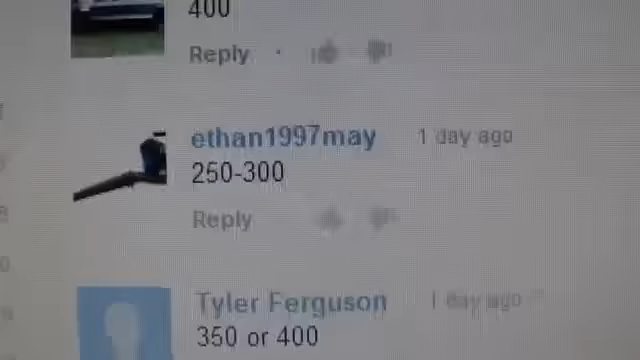 400
Reply
ethan1997may 1 day ago
250-300
Reply
Tyler Ferguson 1 day ago
350 or 400